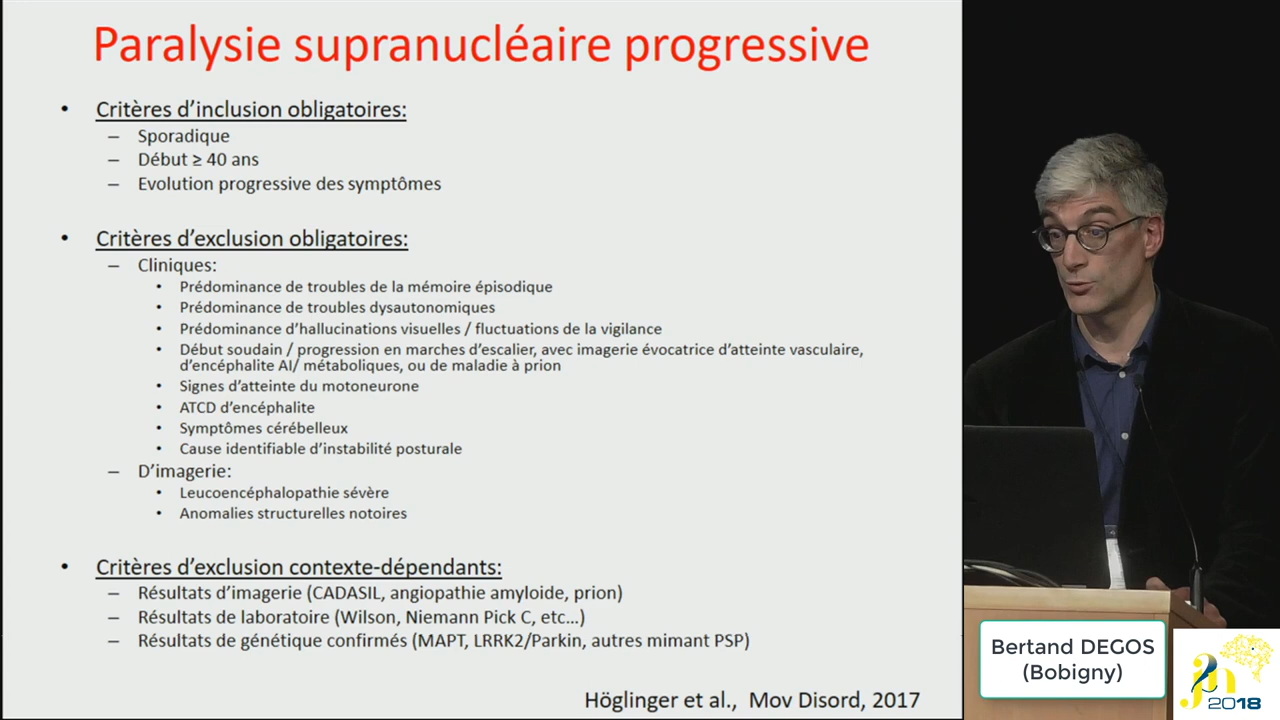 Paralysie supranucléaire progressive
• Critères d'inclusion obligatoires:
– Sporadique
– Début ≥ 40 ans
– Evolution progressive des symptômes
• Critères d'exclusion obligatoires:
– Cliniques:
• Prédominance de troubles de la mémoire épisodique
• Prédominance de troubles dysautonomiques
• Prédominance d'hallucinations visuelles / fluctuations de la vigilance
• Début soudain / progression en marches d'escalier, avec imagerie évocatrice d'atteinte vasculaire,
d'encéphalite AI/ métaboliques, ou de maladie à prion
• Signes d'atteinte du motoneurone
• ATCD d'encéphalite
• Symptômes cérébelleux
• Cause identifiable d'instabilité posturale
– D'imagerie:
• Leucoencéphalopathie sévère
• Anomalies structurelles notoires
• Critères d'exclusion contexte-dépendants:
– Résultats d'imagerie (CADASIL, angiopathie amyloide, prion)
– Résultats de laboratoire (Wilson, Niemann Pick C, etc…)
– Résultats de génétique confirmés (MAPT, LRRK2/Parkin, autres mimant PSP)
Höglinger et al., Mov Disord, 2017
Bertand DEGOS
(Bobigny)
2018